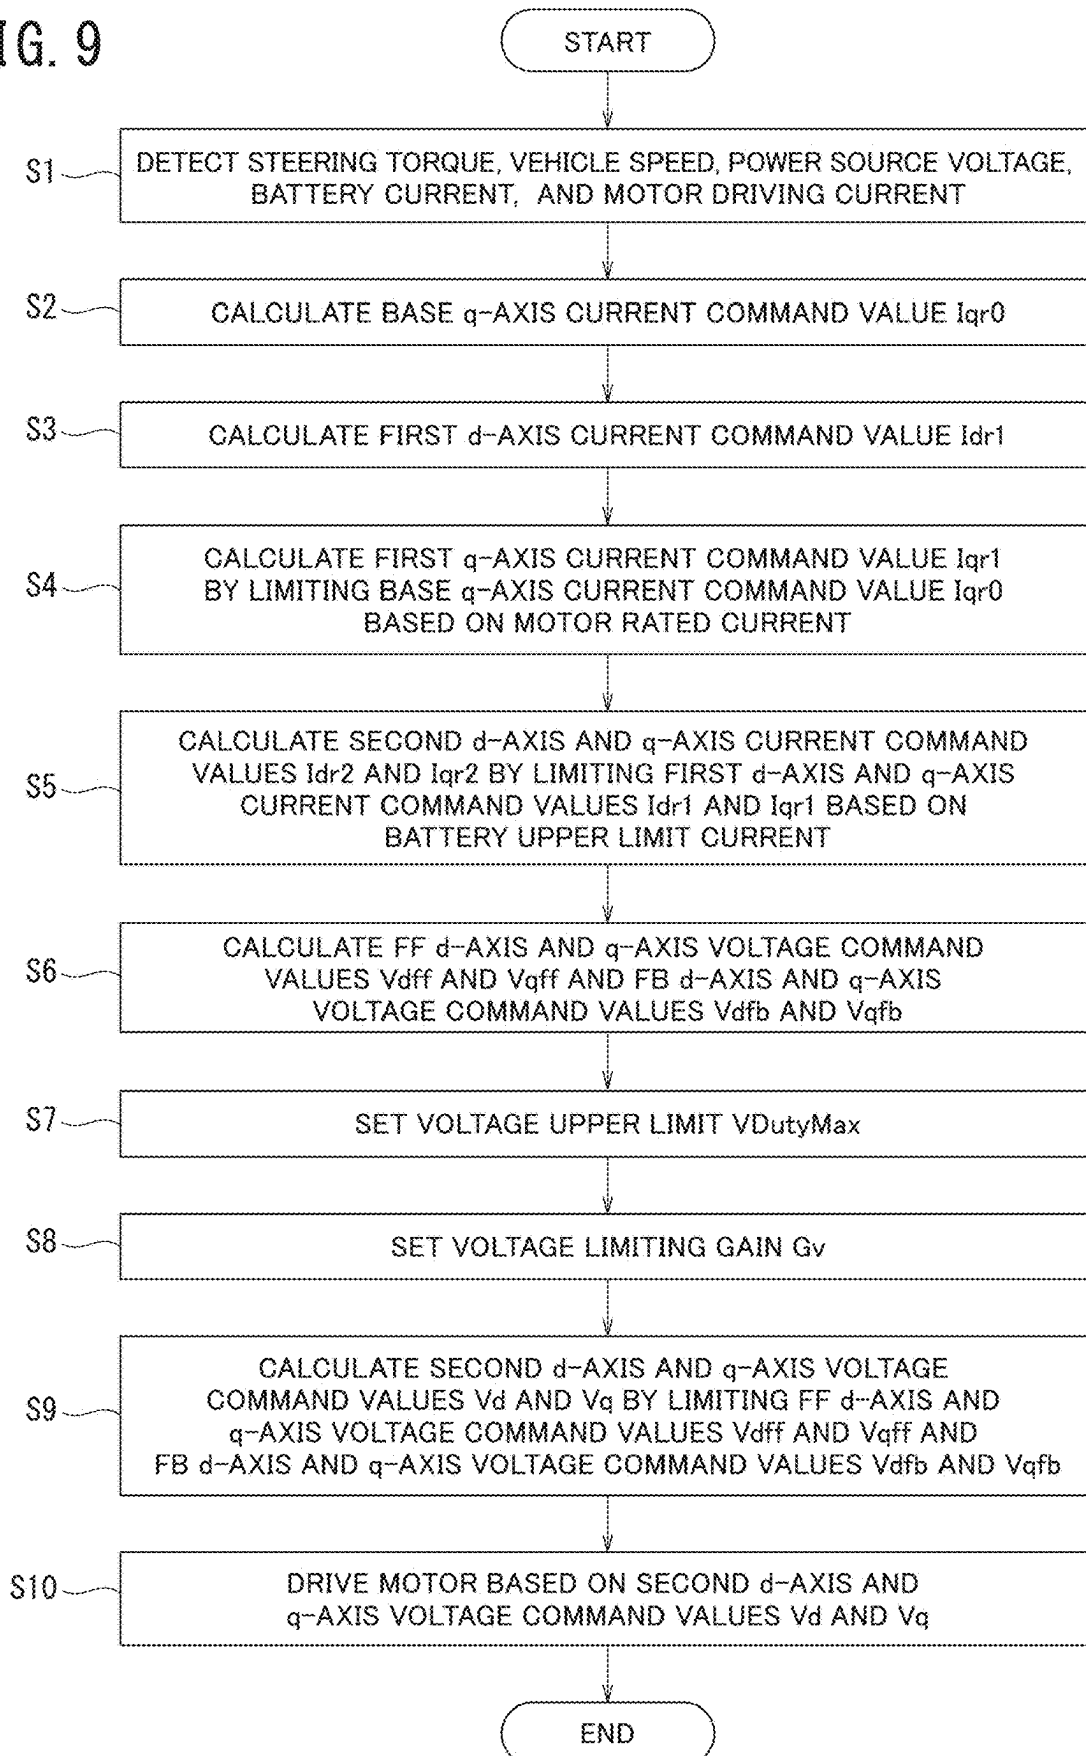 IG. 9
START
S1
DETECT STEERING TORQUE, VEHICLE SPEED, POWER SOURCE VOLTAGE,
BATTERY CURRENT, AND MOTOR DRIVING CURRENT
S2
CALCULATE BASE q-AXIS CURRENT COMMAND VALUE Iqr0
S3
CALCULATE FIRST d-AXIS CURRENT COMMAND VALUE Idr1
S4
CALCULATE FIRST q-AXIS CURRENT COMMAND VALUE Iqr1
BY LIMITING BASE q-AXIS CURRENT COMMAND VALUE Iqr0
BASED ON MOTOR RATED CURRENT
S5
CALCULATE SECOND d-AXIS AND q-AXIS CURRENT COMMAND
VALUES Idr2 AND Iqr2 BY LIMITING FIRST d-AXIS AND q-AXIS
CURRENT COMMAND VALUES Idr1 AND Iqr1 BASED ON
BATTERY UPPER LIMIT CURRENT
S6
CALCULATE FF d-AXIS AND q-AXIS VOLTAGE COMMAND
VALUES Vdff AND Vqff AND FB d-AXIS AND q-AXIS
VOLTAGE COMMAND VALUES Vdfb AND Vqfb
S7
SET VOLTAGE UPPER LIMIT VDutyMax
S8
SET VOLTAGE LIMITING GAIN Gv
S9
CALCULATE SECOND d-AXIS AND q-AXIS VOLTAGE
COMMAND VALUES Vd AND Vq BY LIMITING FF d-AXIS AND
q-AXIS VOLTAGE COMMAND VALUES Vdff AND Vqff AND
FB d-AXIS AND q-AXIS VOLTAGE COMMAND VALUES Vdfb AND Vqfb
S10
DRIVE MOTOR BASED ON SECOND d-AXIS AND
q-AXIS VOLTAGE COMMAND VALUES Vd AND Vq
END